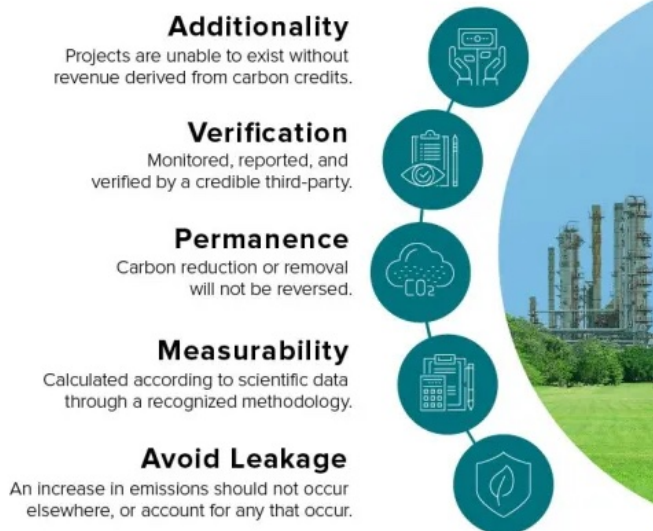 Additionality
Projects are unable to exist without
revenue derived from carbon credits.
Verification
Monitored, reported, and
verified by a credible third-party.
Permanence
Carbon reduction or removal
will not be reversed.
CO₂
Measurability
Calculated according to scientific data
through a recognized methodology.
Avoid Leakage
An increase in emissions should not occur
elsewhere, or account for any that occur.